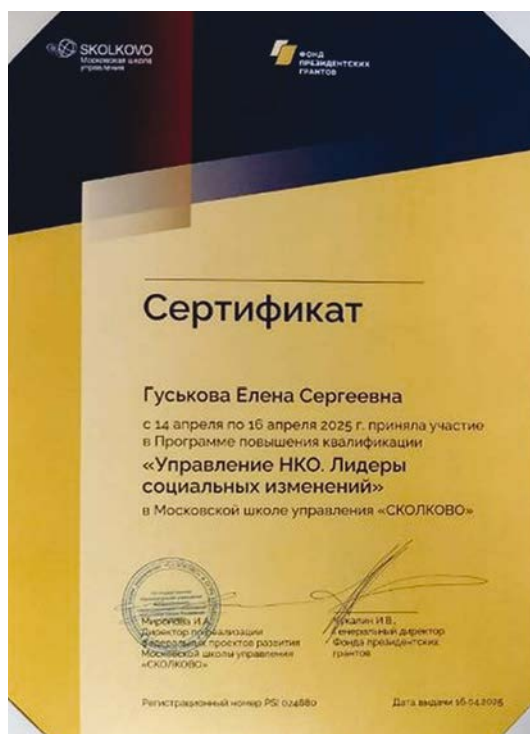 SKOLKOVO
Московская школа
управления
ФОНД
ПРЕЗИДЕНТСКИХ
ГРАНТОВ
Сертификат
Гуськова Елена Сергеевна
с 14 апреля по 16 апреля 2025 г. приняла участие
в Программе повышения квалификации
«Управление НКО. Лидеры
социальных изменений»
в Московской школе управления «СКОЛКОВО»
Миронова И.А.
Директор по реализации
федеральных проектов развития
Московской школы управления
«СКОЛКОВО»
Чукалин И.В.,
Генеральный директор
Фонда президентских
грантов
Регистрационный номер PSI 024680
Дата выдачи 16.04.2025